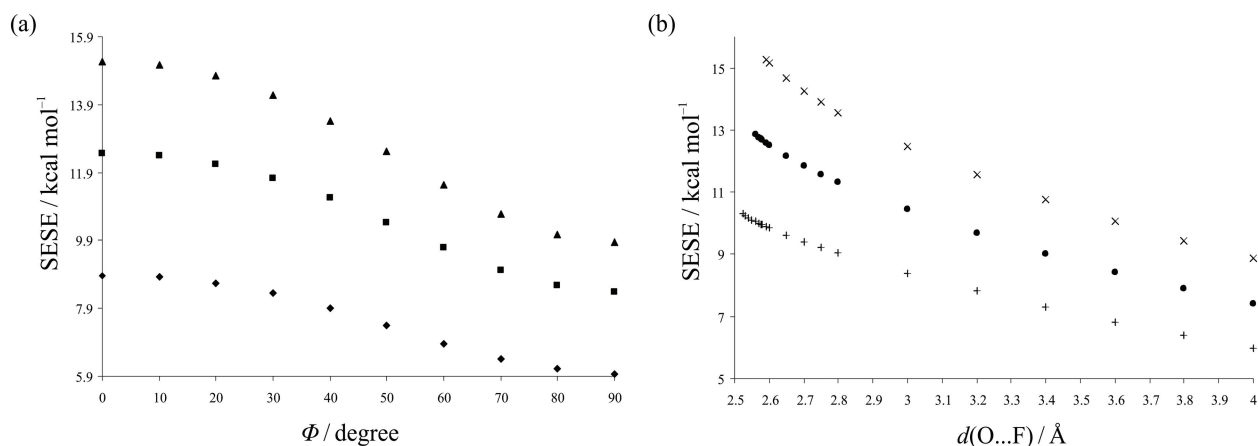 (a)
15.9
13.9
11.9
9.9
7.9
5.9
SESE / kcal mol⁻¹
0 10 20 30 40 50 60 70 80 90
Φ / degree
(b)
15
13
11
9
7
5
SESE / kcal mol⁻¹
2.5 2.6 2.7 2.8 2.9 3 3.1 3.2 3.3 3.4 3.5 3.6 3.7 3.8 3.9 4
d(O...F) / Å